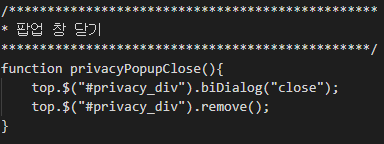 /************************************************
* 팝업 창 닫기
************************************************/
function privacyPopupClose(){
    top.$("#privacy_div").biDialog("close");
    top.$("#privacy_div").remove();
}